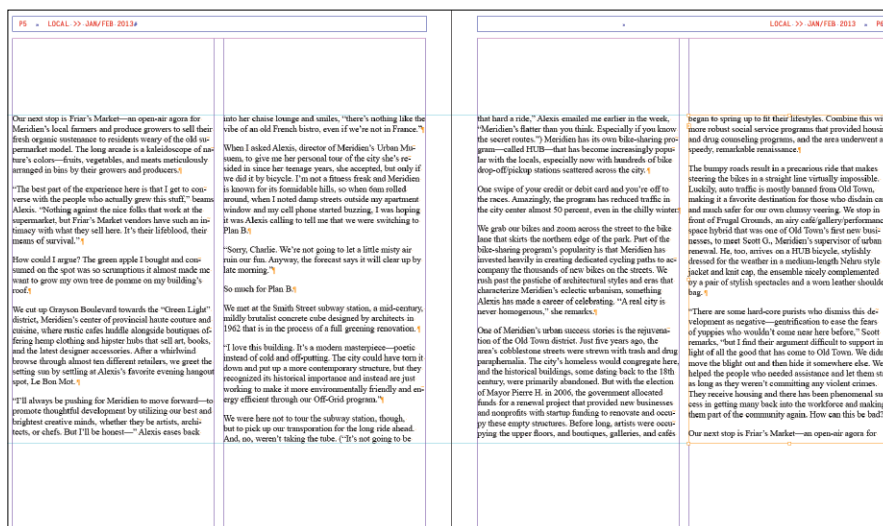 P5 LOCAL >> JAN/FEB 2013
LOCAL >> JAN/FEB 2013 P6
Our next stop is Friar's Market—an open-air agora for
Meridien's local farmers and produce growers to sell their
fresh organic sustenance to residents weary of the old su-
permarket model. The long arcade is a kaleidoscope of na-
ture's colors—fruits, vegetables, and meats meticulously
arranged in bins by their growers and producers.
"The best part of the experience here is that I get to con-
verse with the people who actually grew this stuff," beams
Alexis. "Nothing against the nice folks that work at the
supermarket, but Friar's Market vendors have such an in-
timacy with what they sell here. It's their lifeblood, their
means of survival."
How could I argue? The green apple I bought and con-
sumed on the spot was so scrumptious it almost made me
want to grow my own tree de pomme on my building's
roof.
We cut up Grayson Boulevard towards the "Green Light"
district, Meridien's center of provincial haute couture and
cuisine, where rustic cafes huddle alongside boutiques of-
fering hemp clothing and hipster hubs that sell art, books,
and the latest designer accessories. After a whirlwind
browse through almost ten different retailers, we greet the
setting sun by settling at Alexis's favorite evening hangout
spot, Le Bon Mot.
"I'll always be pushing for Meridien to move forward—to
promote thoughtful development by utilizing our best and
brightest creative minds, whether they be artists, archi-
tects, or chefs. But I'll be honest—" Alexis eases back
into her chaise lounge and smiles, "there's nothing like the
vibe of an old French bistro, even if we're not in France."
When I asked Alexis, director of Meridien's Urban Mu-
suem, to give me her personal tour of the city she's re-
sided in since her teenage years, she accepted, but only if
we did it by bicycle. I'm not a fitness freak and Meridien
is known for its formidable hills, so when 6am rolled
around, when I noted damp streets outside my apartment
window and my cell phone started buzzing, I was hoping
it was Alexis calling to tell me that we were switching to
Plan B.
"Sorry, Charlie. We're not going to let a little misty air
ruin our fun. Anyway, the forecast says it will clear up by
late morning."
So much for Plan B.
We met at the Smith Street subway station, a mid-century,
mildly brutalist concrete cube designed by architects in
1962 that is in the process of a full greening renovation.
"I love this building. It's a modern masterpiece—poetic
instead of cold and off-putting. The city could have torn it
down and put up a more contemporary structure, but they
recognized its historical importance and instead are just
working to make it more environmentally friendly and en-
ergy efficient through our Off-Grid program."
We were here not to tour the subway station, though,
but to pick up our transporation for the long ride ahead.
And, no, weren't taking the tube. ("It's not going to be
that hard a ride," Alexis emailed me earlier in the week,
"Meridien's flatter than you think. Especially if you know
the secret routes.") Meridien has its own bike-sharing pro-
gram—called HUB—that has become increasingly popu-
lar with the locals, especially now with hundreds of bike
drop-off/pickup stations scattered across the city.
One swipe of your credit or debit card and you're off to
the races. Amazingly, the program has reduced traffic in
the city center almost 50 percent, even in the chilly winter.
We grab our bikes and zoom across the street to the bike
lane that skirts the northern edge of the park. Part of the
bike-sharing program's popularity is that Meridien has
invested heavily in creating dedicated cycling paths to ac-
company the thousands of new bikes on the streets. We
rush past the pastiche of architectural styles and eras that
characterize Meridien's eclectic urbanism, something
Alexis has made a career of celebrating. "A real city is
never homogenous," she remarks.
One of Meridien's urban success stories is the rejuvena-
tion of the Old Town district. Just five years ago, the
area's cobblestone streets were strewn with trash and drug
paraphernalia. The city's homeless would congregate here,
and the historical buildings, some dating back to the 18th
century, were primarily abandoned. But with the election
of Mayor Pierre H. in 2006, the government allocated
funds for a renewal project that provided new businesses
and nonprofits with startup funding to renovate and occu-
py these empty structures. Before long, artists were occu-
pying the upper floors, and boutiques, galleries, and cafés
began to spring up to fit their lifestyles. Combine this wi
more robust social service programs that provided housi
and drug counseling programs, and the area underwent a
speedy, remarkable renaissance.
The bumpy roads result in a precarious ride that makes
steering the bikes in a straight line virtually impossible.
Luckily, auto traffic is mostly banned from Old Town,
making it a favorite destination for those who disdain ca
and much safer for our own clumsy veering. We stop in
front of Frugal Grounds, an airy café/gallery/performanc
space hybrid that was one of Old Town's first new busi-
nesses, to meet Scott G., Meridien's supervisor of urban
renewal. He, too, arrives on a HUB bicycle, stylishly
dressed for the weather in a medium-length Nehru style
jacket and knit cap, the ensemble nicely complemented
by a pair of stylish spectacles and a worn leather shoulde
bag.
"There are some hard-core purists who dismiss this de-
velopment as negative—gentrification to ease the fears
of yuppies who wouldn't come near here before," Scott
remarks, "but I find their argument difficult to support in
light of all the good that has come to Old Town. We didn
move the blight out and then hide it somewhere else. We
helped the people who needed assistance and let them sta
as long as they weren't committing any violent crimes.
They receive housing and there has been phenomenal su
cess in getting many back into the workforce and making
them part of the community again. How can this be bad?
Our next stop is Friar's Market—an open-air agora for